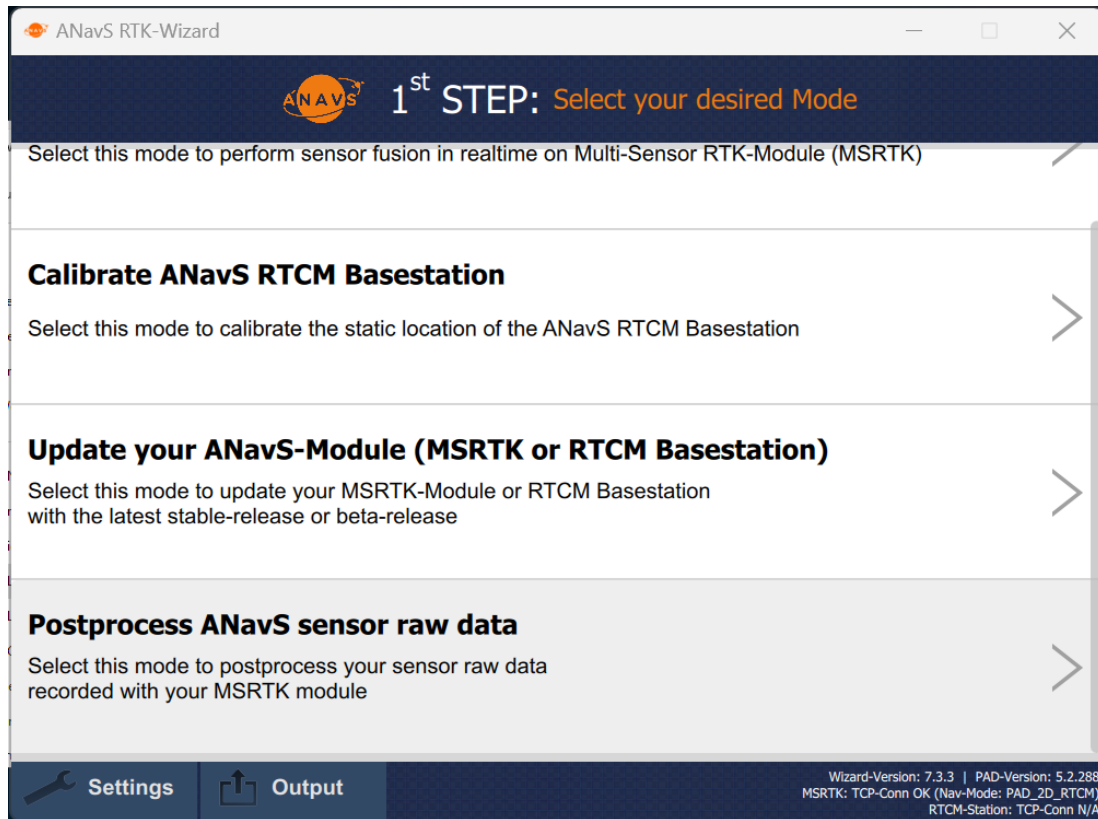 ANavS RTK-Wizard
ANAVS 1st STEP: Select your desired Mode
Select this mode to perform sensor fusion in realtime on Multi-Sensor RTK-Module (MSRTK)
Calibrate ANavS RTCM Basestation
Select this mode to calibrate the static location of the ANavS RTCM Basestation
Update your ANavS-Module (MSRTK or RTCM Basestation)
Select this mode to update your MSRTK-Module or RTCM Basestation
with the latest stable-release or beta-release
Postprocess ANavS sensor raw data
Select this mode to postprocess your sensor raw data
recorded with your MSRTK module
Settings Output
Wizard-Version: 7.3.3 | PAD-Version: 5.2.288
MSRTK: TCP-Conn OK (Nav-Mode: PAD_2D_RTCM)
RTCM-Station: TCP-Conn N/A